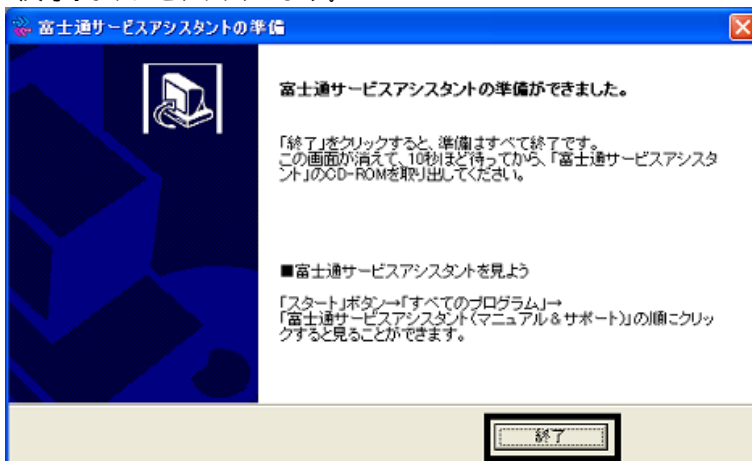 富士通サービスアシスタントの準備
富士通サービスアシスタントの準備ができました。
「終了」をクリックすると、準備はすべて終了です。
この画面が消えて、10秒ほど待ってから、「富士通サービスアシスタ
ント」のCD-ROMを取り出してください。
■富士通サービスアシスタントを見よう
「スタート」ボタン→「すべてのプログラム」→
「富士通サービスアシスタント(マニュアル&サポート)」の順にクリッ
クすると見ることができます。
終了